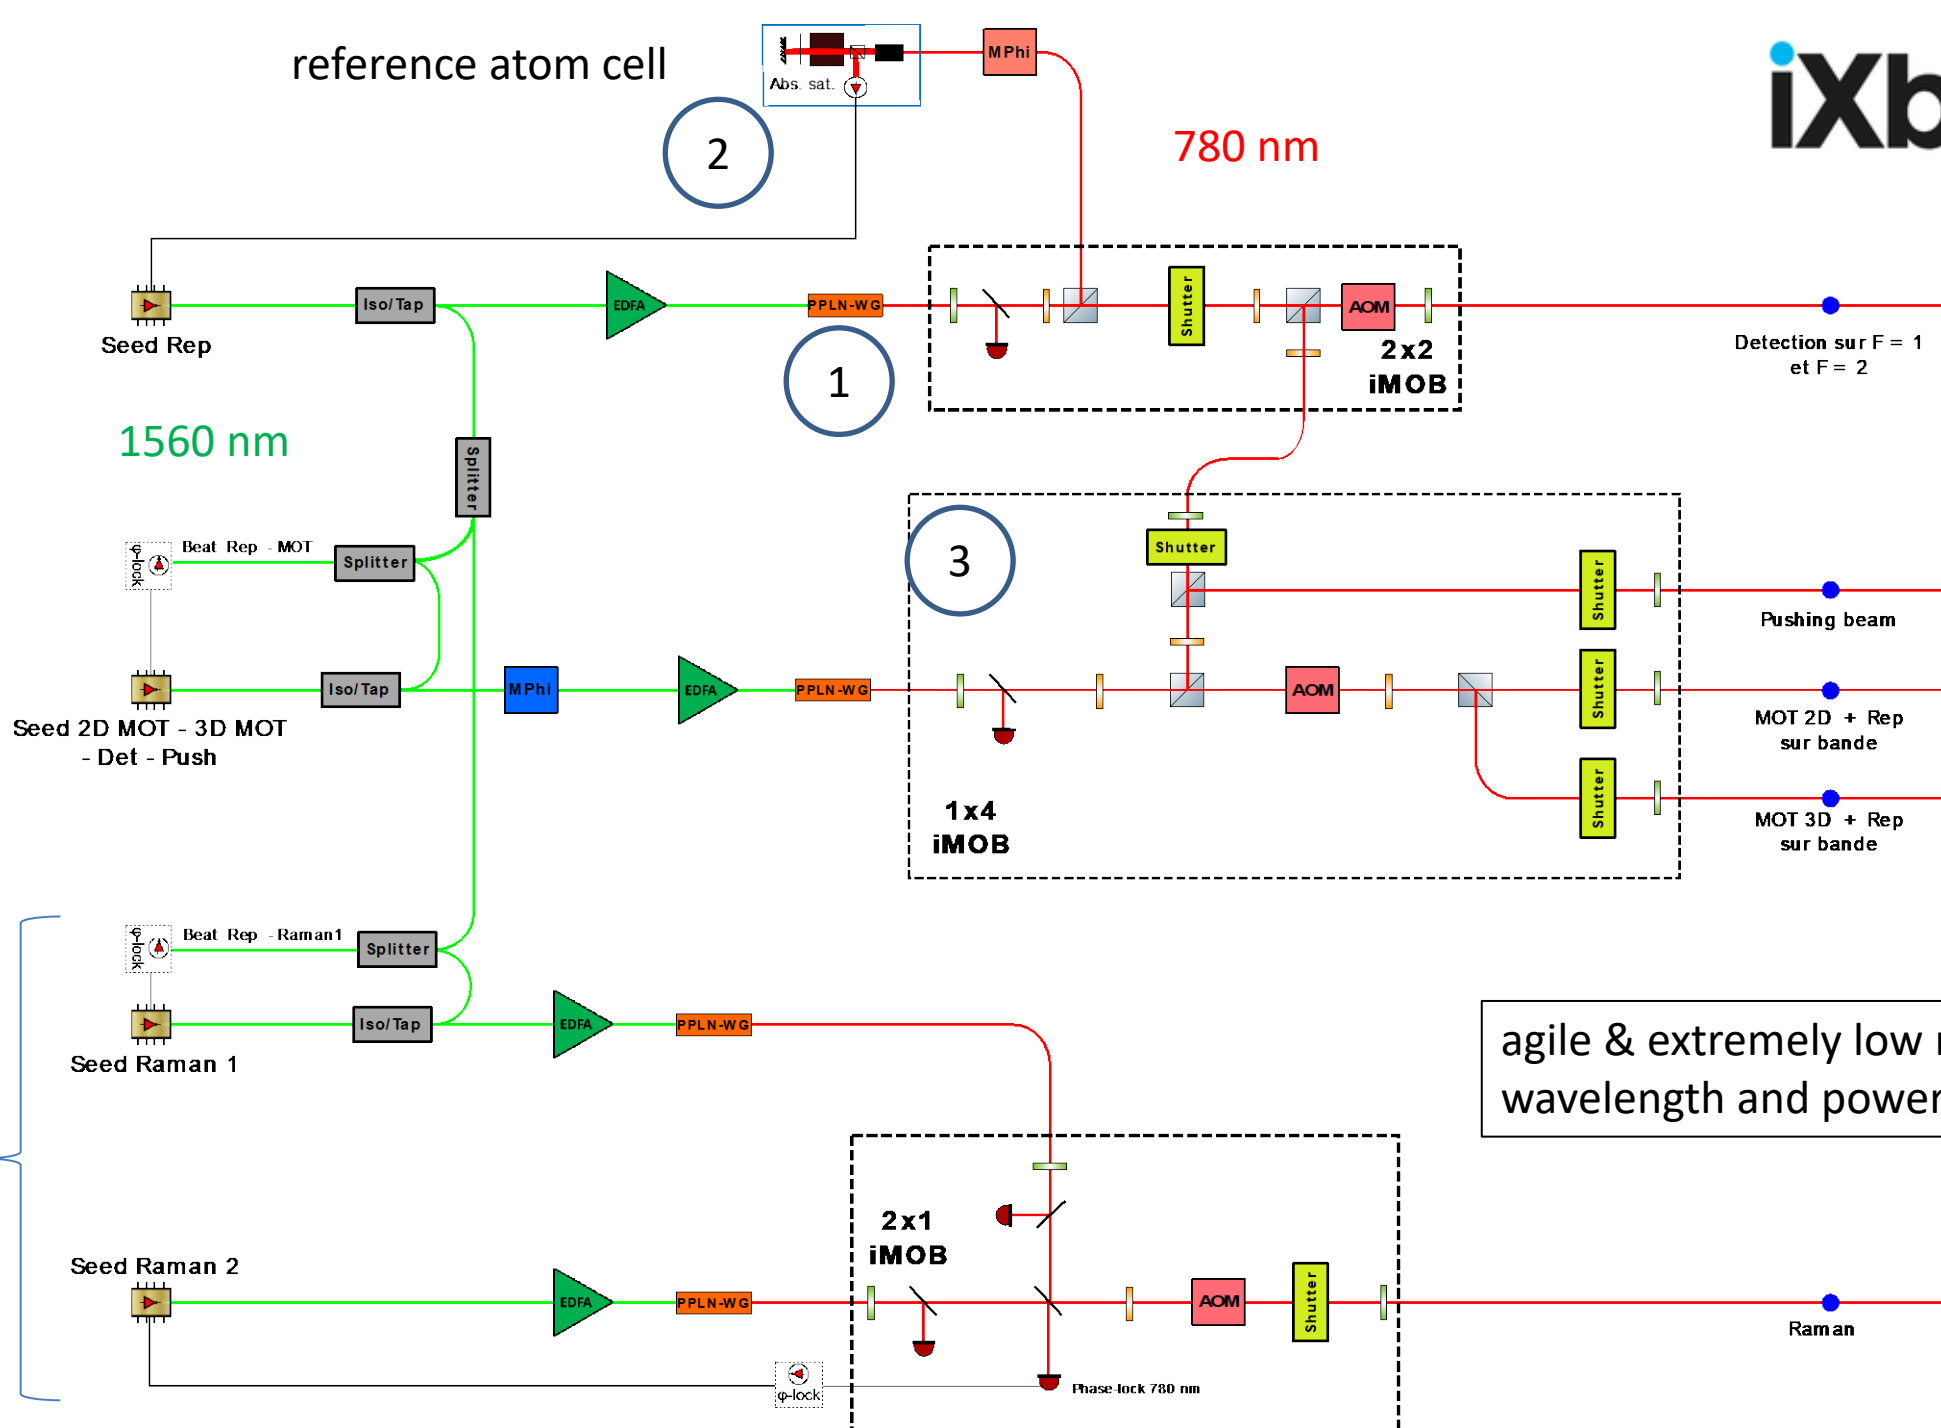 reference atom cell
Abs. sat.
MPhi
2
780 nm
iXb
Seed Rep
Iso/Tap
EDFA
PPLN-WG
Shutter
AOM
2x2
iMOB
Detection sur F = 1
et F = 2
1
1560 nm
Splitter
φ-lock
Beat Rep - MOT
Splitter
3
Shutter
Shutter
Pushing beam
Seed 2D MOT - 3D MOT
- Det - Push
Iso/Tap
MPhi
EDFA
PPLN-WG
AOM
Shutter
MOT 2D + Rep
sur bande
Shutter
MOT 3D + Rep
sur bande
1x4
iMOB
φ-lock
Beat Rep - Raman1
Splitter
Seed Raman 1
Iso/Tap
EDFA
PPLN-WG
agile & extremely low
wavelength and power
Seed Raman 2
EDFA
PPLN-WG
2x1
iMOB
AOM
Shutter
Raman
φ-lock
Phase-lock 780 nm